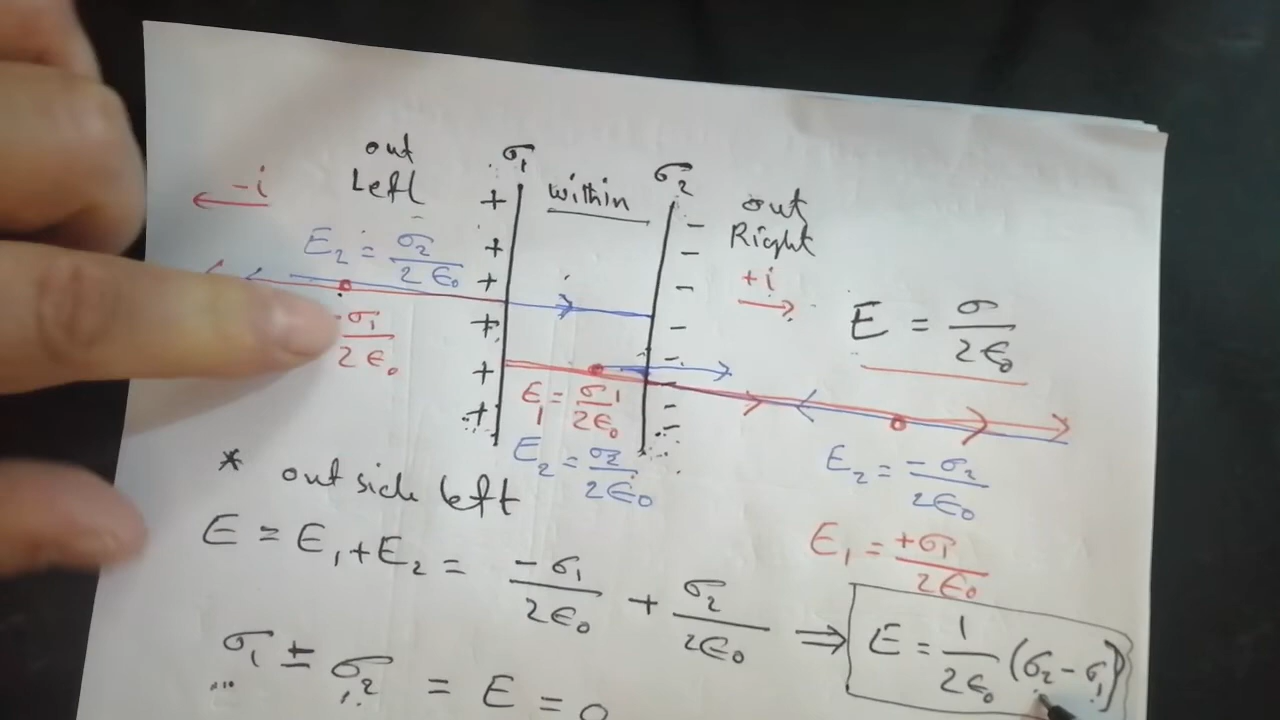 σ₁
σ₂
out
Left
within
out
Right
-i
+i
E₂ = σ₂/2ϵ₀
-σ₁/2ϵ₀
E = σ/2ϵ₀
E₁ = σ₁/2ϵ₀
E₂ = σ₂/2ϵ₀
E₂ = -σ₂/2ϵ₀
E₁ = +σ₁/2ϵ₀
* outside left
E = E₁+E₂ = -σ₁/2ϵ₀ + σ₂/2ϵ₀ ⇒ E = 1/2ϵ₀ (σ₂-σ₁)
σ₁ ± σ₂ = E = 0